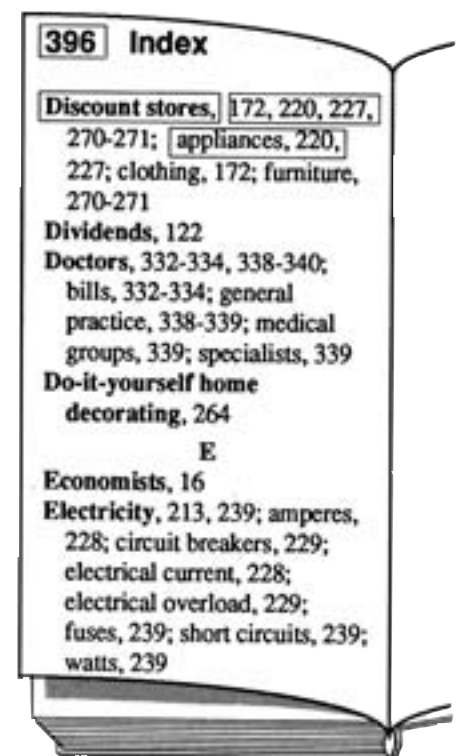 396 Index
Discount stores, 172, 220, 227,
270-271; appliances, 220,
227; clothing, 172; furniture,
270-271
Dividends, 122
Doctors, 332-334, 338-340;
bills, 332-334; general
practice, 338-339; medical
groups, 339; specialists, 339
Do-it-yourself home
decorating, 264
E
Economists, 16
Electricity, 213, 239; amperes,
228; circuit breakers, 229;
electrical current, 228;
electrical overload, 229;
fuses, 239; short circuits, 239;
watts, 239